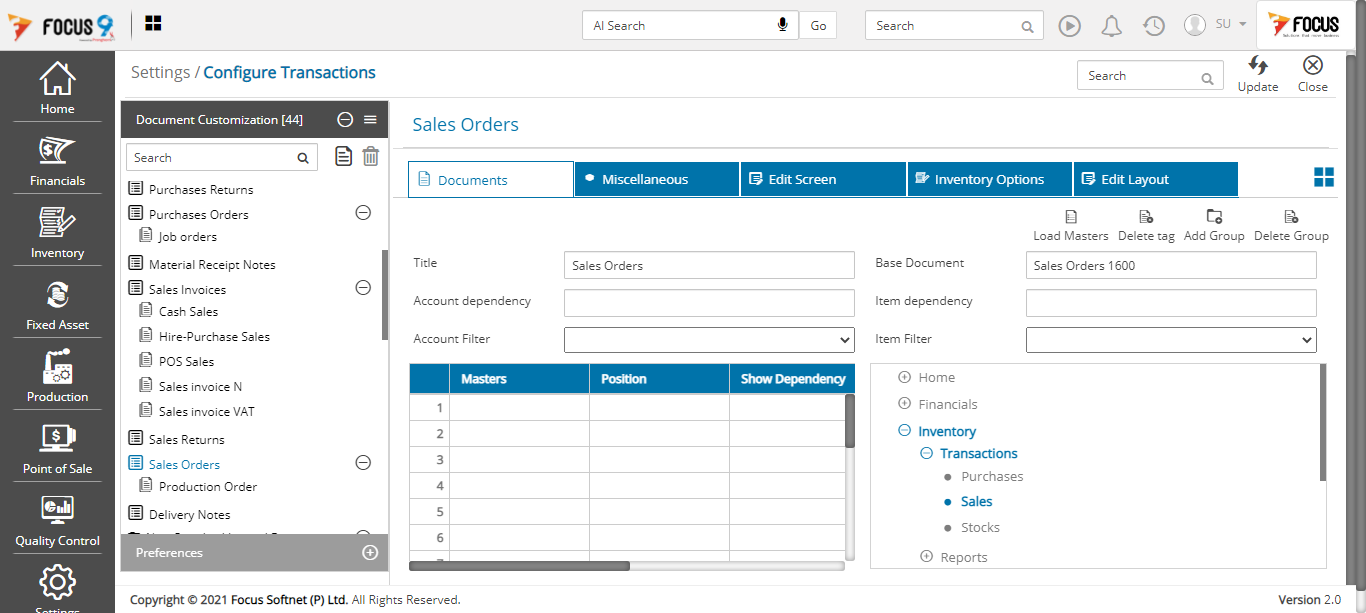 FOCUS 9
AI Search
Go
Search
SU
FOCUS
Settings / Configure Transactions
Search
Update
Close
Home
Financials
Inventory
Fixed Asset
Production
Point of Sale
Quality Control
Settings
Document Customization [44]
Search
Purchases Returns
Purchases Orders
Job orders
Material Receipt Notes
Sales Invoices
Cash Sales
Hire-Purchase Sales
POS Sales
Sales invoice N
Sales invoice VAT
Sales Returns
Sales Orders
Production Order
Delivery Notes
Preferences
Sales Orders
Documents
Miscellaneous
Edit Screen
Inventory Options
Edit Layout
Load Masters
Delete tag
Add Group
Delete Group
Title
Sales Orders
Base Document
Sales Orders 1600
Account dependency
Item dependency
Account Filter
Item Filter
Masters
Position
Show Dependency
1
2
3
4
5
6
Home
Financials
Inventory
Transactions
Purchases
Sales
Stocks
Reports
Copyright © 2021 Focus Softnet (P) Ltd. All Rights Reserved.
Version 2.0